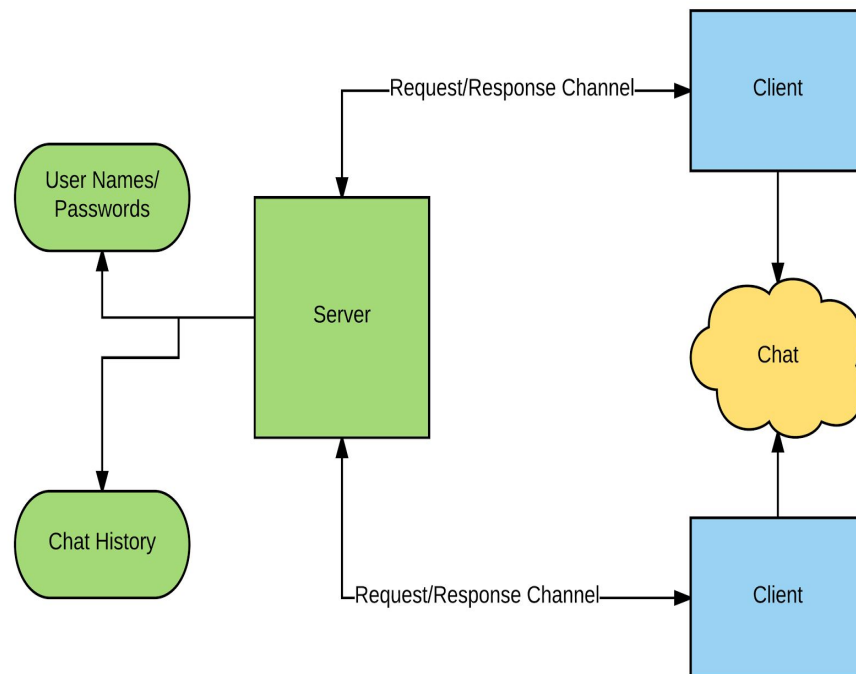 Request/Response Channel
Client
User Names/
Passwords
Server
Chat
Chat History
Request/Response Channel
Client